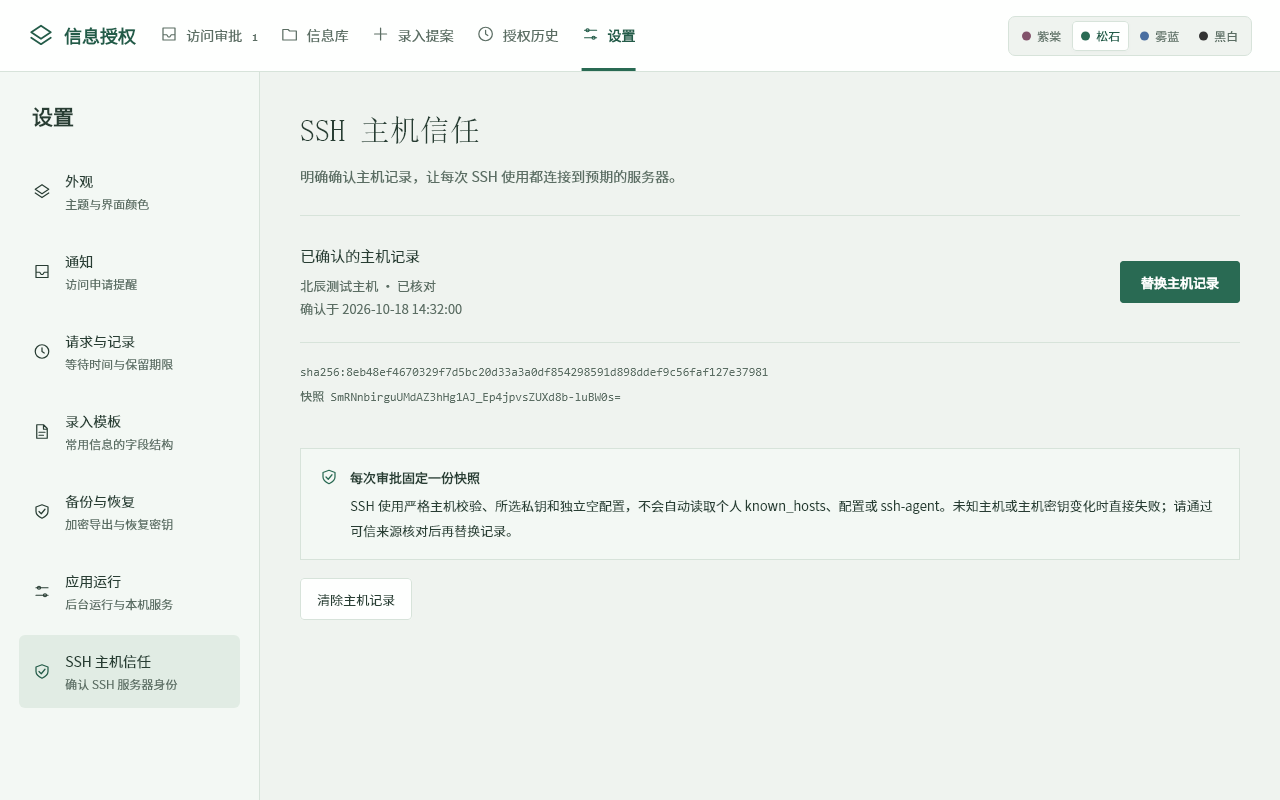 信息授权
访问审批 1
信息库
录入提案
授权历史
设置
紫棠
松石
雾蓝
黑白
设置
外观
主题与界面颜色
通知
访问申请提醒
请求与记录
等待时间与保留期限
录入模板
常用信息的字段结构
备份与恢复
加密导出与恢复密钥
应用运行
后台运行与本机服务
SSH 主机信任
确认 SSH 服务器身份
SSH 主机信任
明确确认主机记录，让每次 SSH 使用都连接到预期的服务器。
已确认的主机记录
北辰测试主机 · 已核对
确认于 2026-10-18 14:32:00
替换主机记录
sha256:8eb48ef4670329f7d5bc20d33a3a0df854298591d898ddef9c56faf127e37981
快照 SmRNnbirguUMdAZ3hHg1AJ_Ep4jpvsZUXd8b-1uBW0s=
每次审批固定一份快照
SSH 使用严格主机校验、所选私钥和独立空配置，不会自动读取个人 known_hosts、配置或 ssh-agent。未知主机或主机密钥变化时直接失败；请通过
可信来源核对后再替换记录。
清除主机记录